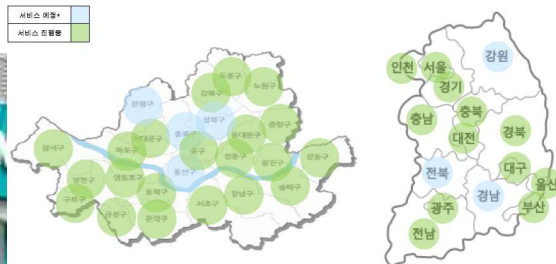 서비스 예정*
서비스 진행중
도봉구
강북구
노원구
은평구
성북구
종로구
중랑구
서대문구
동대문구
강서구
마포구
중구
성동구
광진구
강동구
용산구
양천구
영등포구
동작구
송파구
강남구
서초구
구로구
금천구
관악구
인천
서울
경기
강원
충남
충북
대전
경북
전북
대구
경남
울산
부산
광주
전남